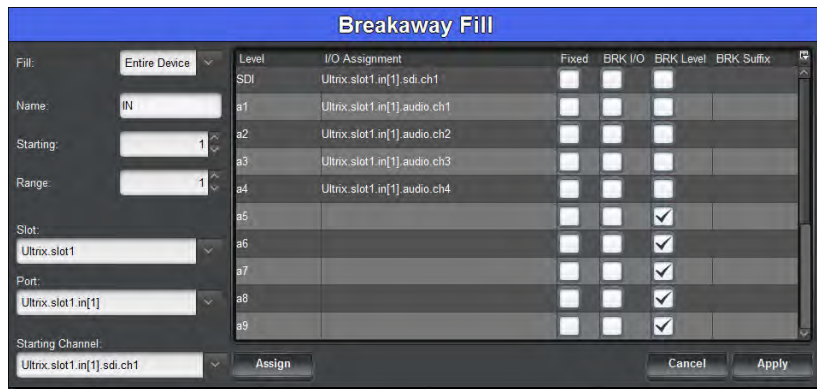 Breakaway Fill
Fill: Entire Device
Name: IN
Starting: 1
Range: 1
Slot:
Ultrix.slot1
Port:
Ultrix.slot1.in[1]
Starting Channel:
Ultrix.slot1.in[1].sdi.ch1
Level I/O Assignment Fixed BRK I/O BRK Level BRK Suffix
SDI Ultrix.slot1.in[1].sdi.ch1
a1 Ultrix.slot1.in[1].audio.ch1
a2 Ultrix.slot1.in[1].audio.ch2
a3 Ultrix.slot1.in[1].audio.ch3
a4 Ultrix.slot1.in[1].audio.ch4
a5
a6
a7
a8
a9
Assign Cancel Apply